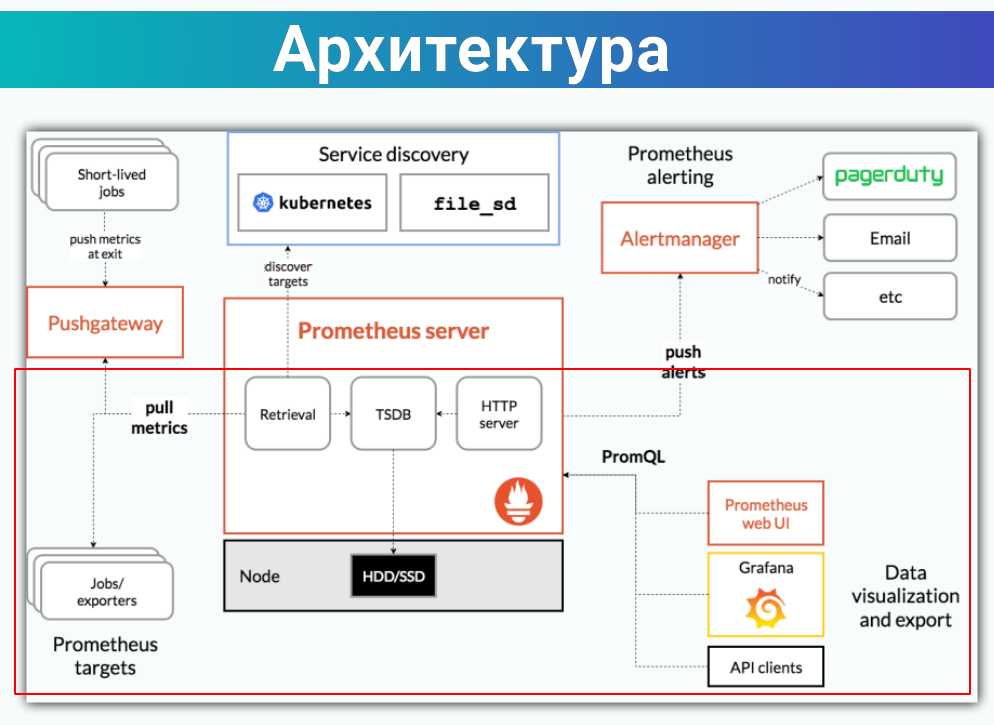 Архитектура
Short-lived
jobs
push metrics
at exit
Pushgateway
Service discovery
kubernetes
file_sd
discover
targets
Prometheus
alerting
Alertmanager
pagerduty
Email
notify
etc
Prometheus server
push
alerts
pull
metrics
Retrieval
TSDB
HTTP
server
PromQL
Node
HDD/SSD
Jobs/
exporters
Prometheus
targets
Prometheus
web UI
Grafana
API clients
Data
visualization
and export